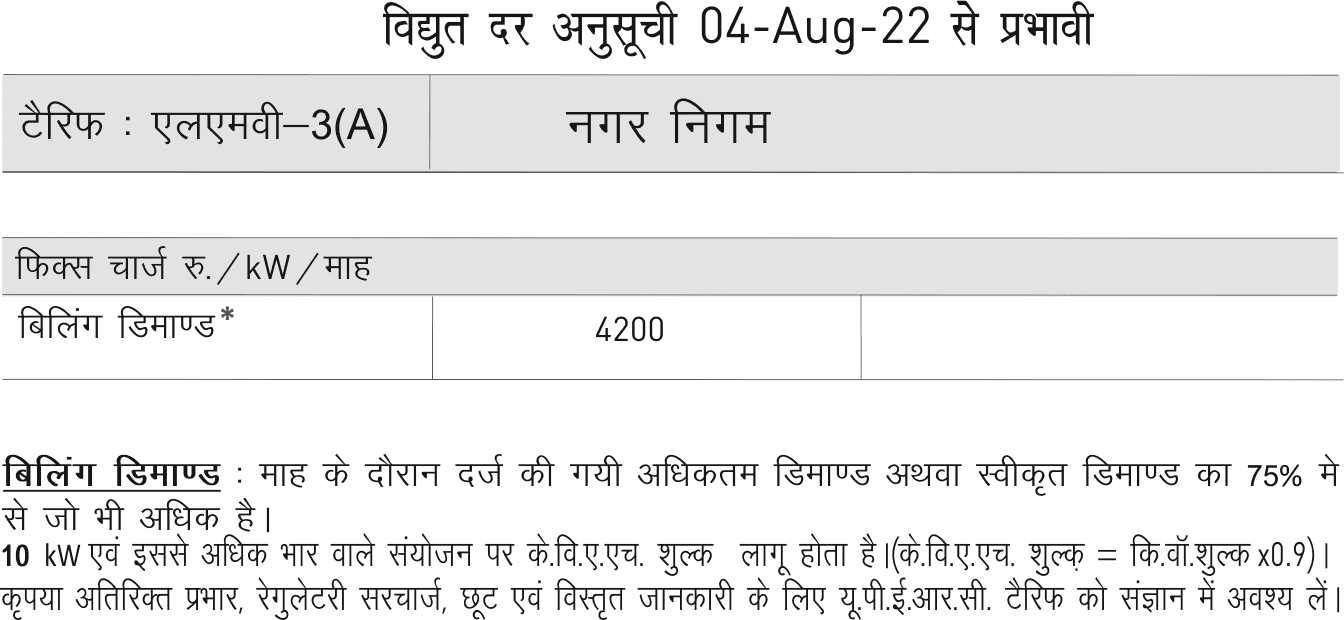 विद्युत दर अनुसूची 04-Aug-22 से प्रभावी
टैरिफ : एलएमवी–3(A) नगर निगम
फिक्स चार्ज रु./kW/माह
बिलिंग डिमाण्ड* 4200
बिलिंग डिमाण्ड : माह के दौरान दर्ज की गयी अधिकतम डिमाण्ड अथवा स्वीकृत डिमाण्ड का 75% मे
से जो भी अधिक है।
10 kW एवं इससे अधिक भार वाले संयोजन पर के.वि.ए.एच. शुल्क लागू होता है।(के.वि.ए.एच. शुल्क़ = कि.वॉ.शुल्क x0.9)।
कृपया अतिरिक्त प्रभार, रेगुलेटरी सरचार्ज, छूट एवं विस्तृत जानकारी के लिए यू.पी.ई.आर.सी. टैरिफ को संज्ञान में अवश्य लें।